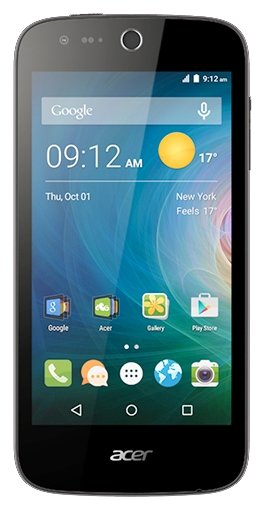 9:12 am
Google
09:12 AM
17°
Thu, Oct 01
New York
Feels 17°
Google
Acer
Gallery
Play Store
acer